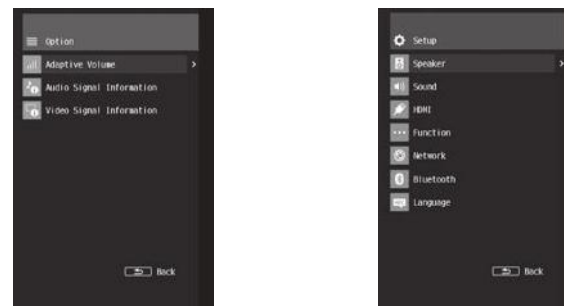 Option
Adaptive Volume
Audio Signal Information
Video Signal Information
Back
Setup
Speaker
Sound
HDMI
Function
Network
Bluetooth
Language
Back